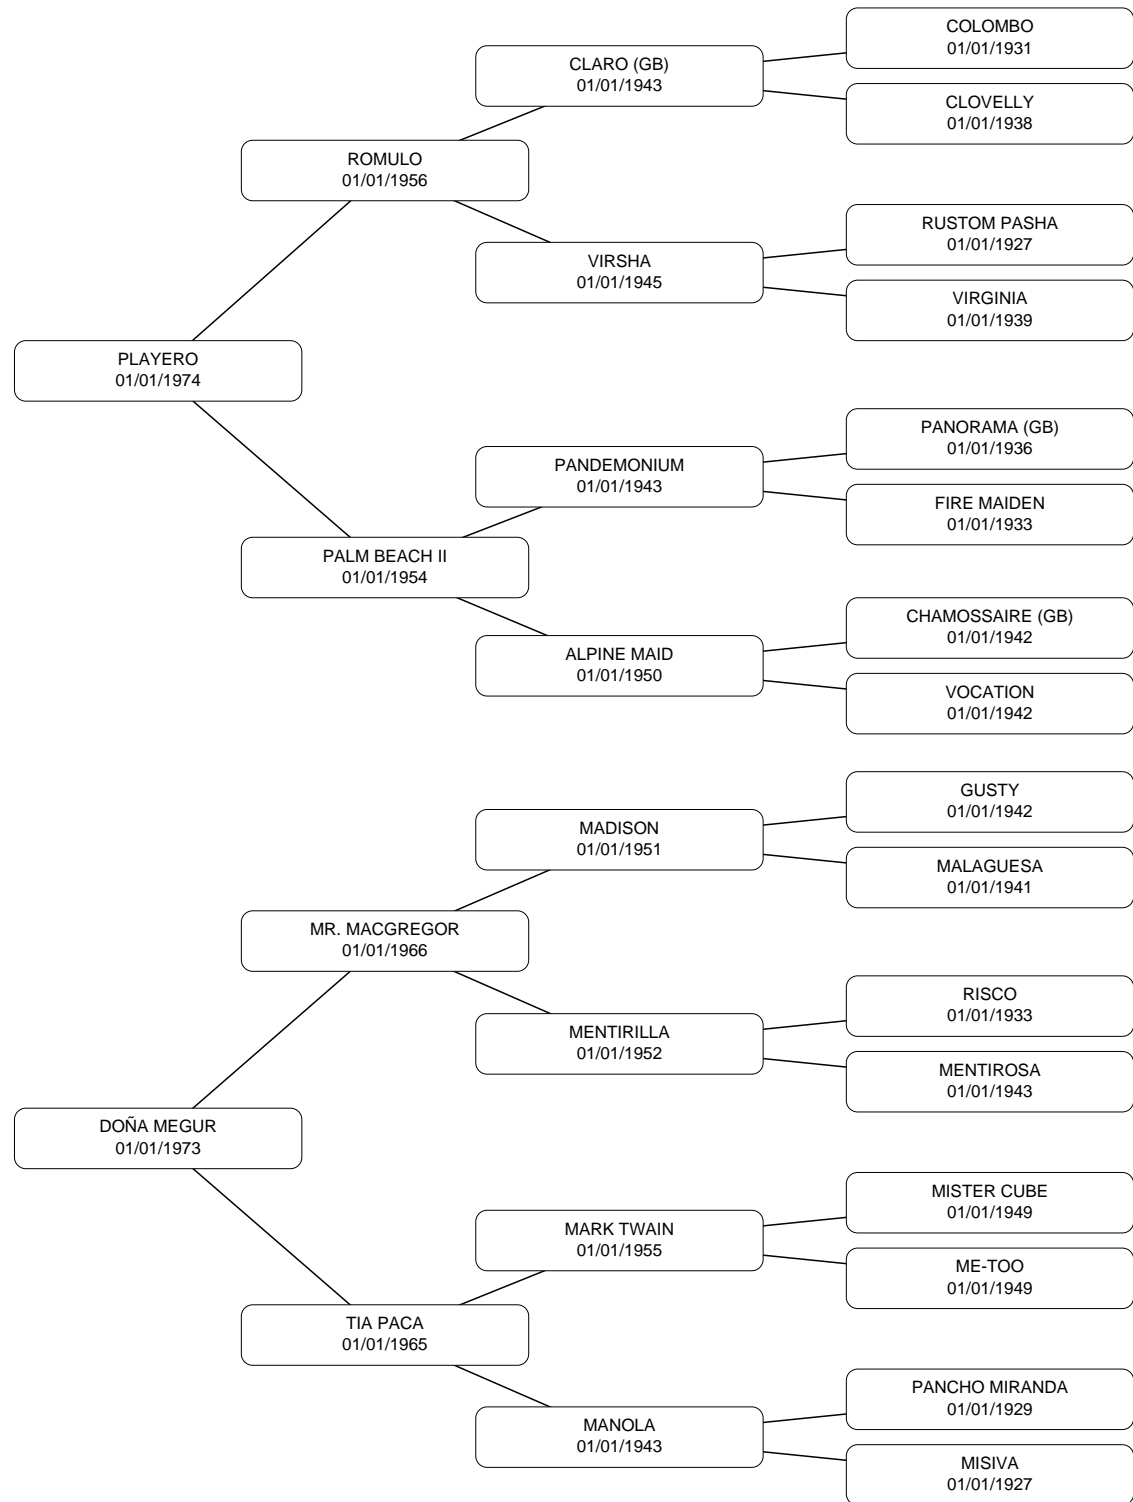 COLOMBO
01/01/1931
CLARO (GB)
01/01/1943
CLOVELLY
01/01/1938
ROMULO
01/01/1956
RUSTOM PASHA
01/01/1927
VIRSHA
01/01/1945
VIRGINIA
01/01/1939
PLAYERO
01/01/1974
PANORAMA (GB)
01/01/1936
PANDEMONIUM
01/01/1943
FIRE MAIDEN
01/01/1933
PALM BEACH II
01/01/1954
CHAMOSSAIRE (GB)
01/01/1942
ALPINE MAID
01/01/1950
VOCATION
01/01/1942
GUSTY
01/01/1942
MADISON
01/01/1951
MALAGUESA
01/01/1941
MR. MACGREGOR
01/01/1966
RISCO
01/01/1933
MENTIRILLA
01/01/1952
MENTIROSA
01/01/1943
DOÑA MEGUR
01/01/1973
MISTER CUBE
01/01/1949
MARK TWAIN
01/01/1955
ME-TOO
01/01/1949
TIA PACA
01/01/1965
PANCHO MIRANDA
01/01/1929
MANOLA
01/01/1943
MISIVA
01/01/1927